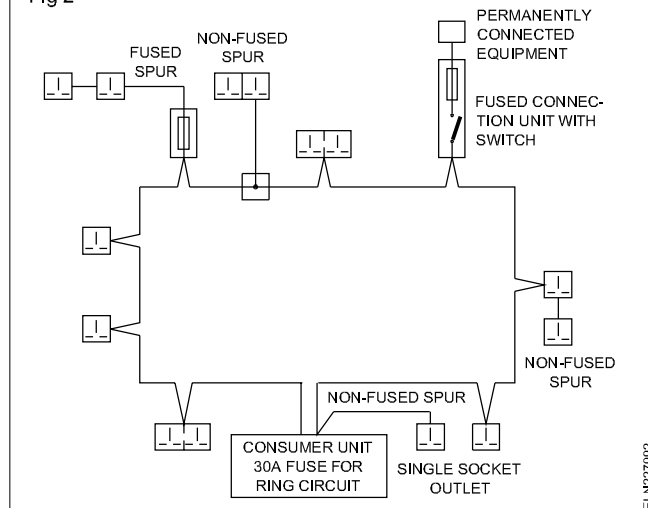 Fig 2
PERMANENTLY
CONNECTED
EQUIPMENT
NON-FUSED
SPUR
FUSED
SPUR
FUSED CONNEC-
TION UNIT WITH
SWITCH
NON-FUSED
SPUR
NON-FUSED SPUR
CONSUMER UNIT
30A FUSE FOR
RING CIRCUIT
SINGLE SOCKET
OUTLET